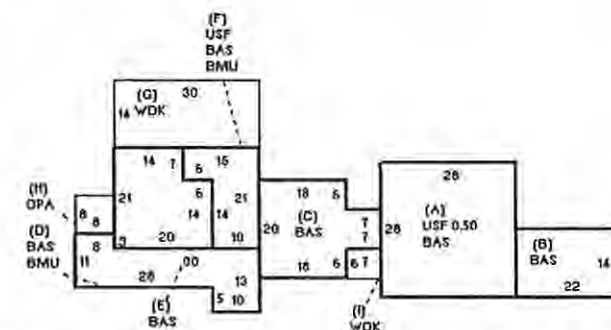 (F)
USF
BAS
BMU
(G)
WDK
30
14
14
7
6
15
6
(H)
OPA
8
8
21
14
14
21
(D)
BAS
BMU
8
3
20
10
11
28
00
13
5
10
(E)
BAS
18
6
20
(C)
BAS
7
7
18
6
6
7
28
28
(A)
USF 0.50
BAS
(B)
BAS
14
22
(I)
WDK